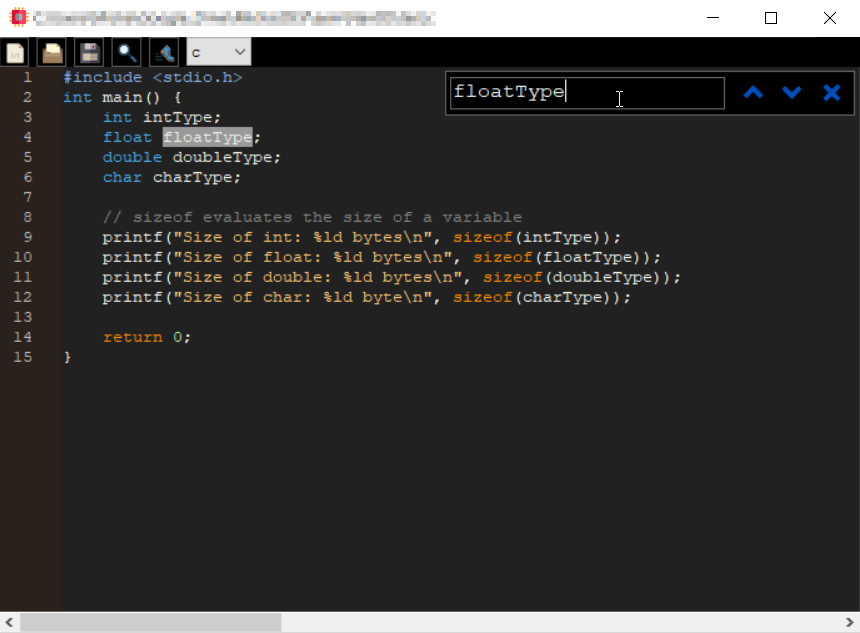 c
floatType
1 #include <stdio.h>
2 int main() {
3     int intType;
4     float floatType;
5     double doubleType;
6     char charType;
7
8     // sizeof evaluates the size of a variable
9     printf("Size of int: %ld bytes\n", sizeof(intType));
10     printf("Size of float: %ld bytes\n", sizeof(floatType));
11     printf("Size of double: %ld bytes\n", sizeof(doubleType));
12     printf("Size of char: %ld byte\n", sizeof(charType));
13
14     return 0;
15 }